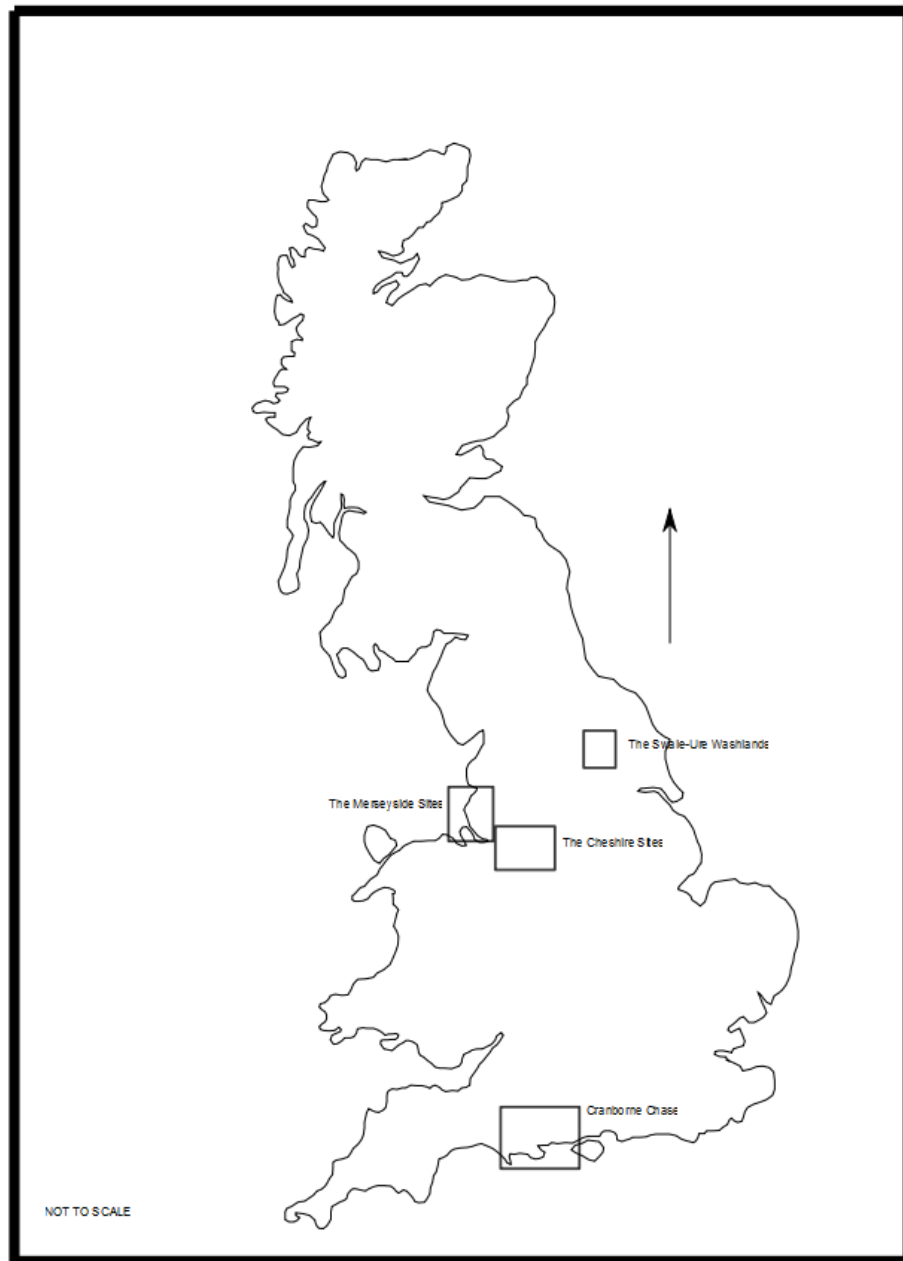 The Swale-Ure Washlands
The Merseyside Sites
The Cheshire Sites
Cranborne Chase
NOT TO SCALE